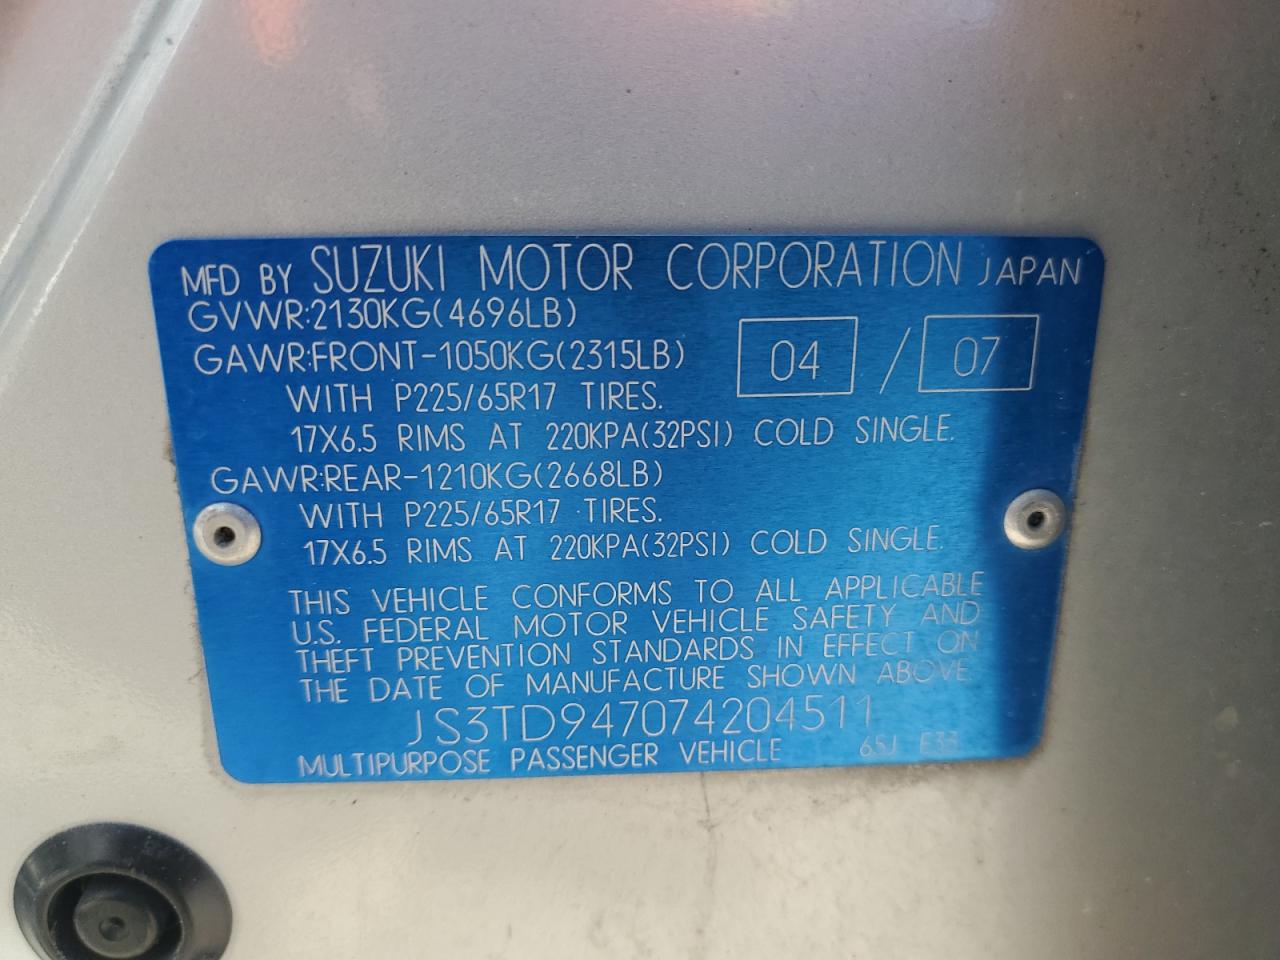 MFD BY SUZUKI MOTOR CORPORATION JAPAN
GVWR:2130KG(4696LB)
GAWR:FRONT-1050KG(2315LB)
04 / 07
WITH P225/65R17 TIRES.
17X6.5 RIMS AT 220KPA(32PSI) COLD SINGLE.
GAWR:REAR-1210KG(2668LB)
WITH P225/65R17 TIRES.
17X6.5 RIMS AT 220KPA(32PSI) COLD SINGLE.
THIS VEHICLE CONFORMS TO ALL APPLICABLE
U.S. FEDERAL MOTOR VEHICLE SAFETY AND
THEFT PREVENTION STANDARDS IN EFFECT ON
THE DATE OF MANUFACTURE SHOWN ABOVE.
JS3TD947074204511
MULTIPURPOSE PASSENGER VEHICLE 65J E33